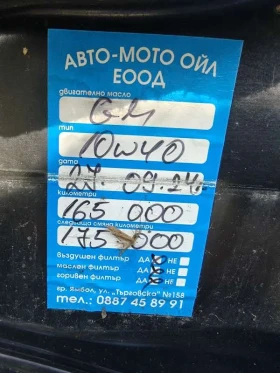 АВТО-МОТО ОЙЛ
ЕООД
двигателно масло
GM
тип
10W40
дата
27. 09.24.
километри
165 000
следваща смяна километри
175 000
въздушен филтър ДА НЕ
маслен филтър ДА НЕ
горивен филтър ДА НЕ
гр. Ямбол, ул. „Търговска" №158
тел.: 0887 45 89 91